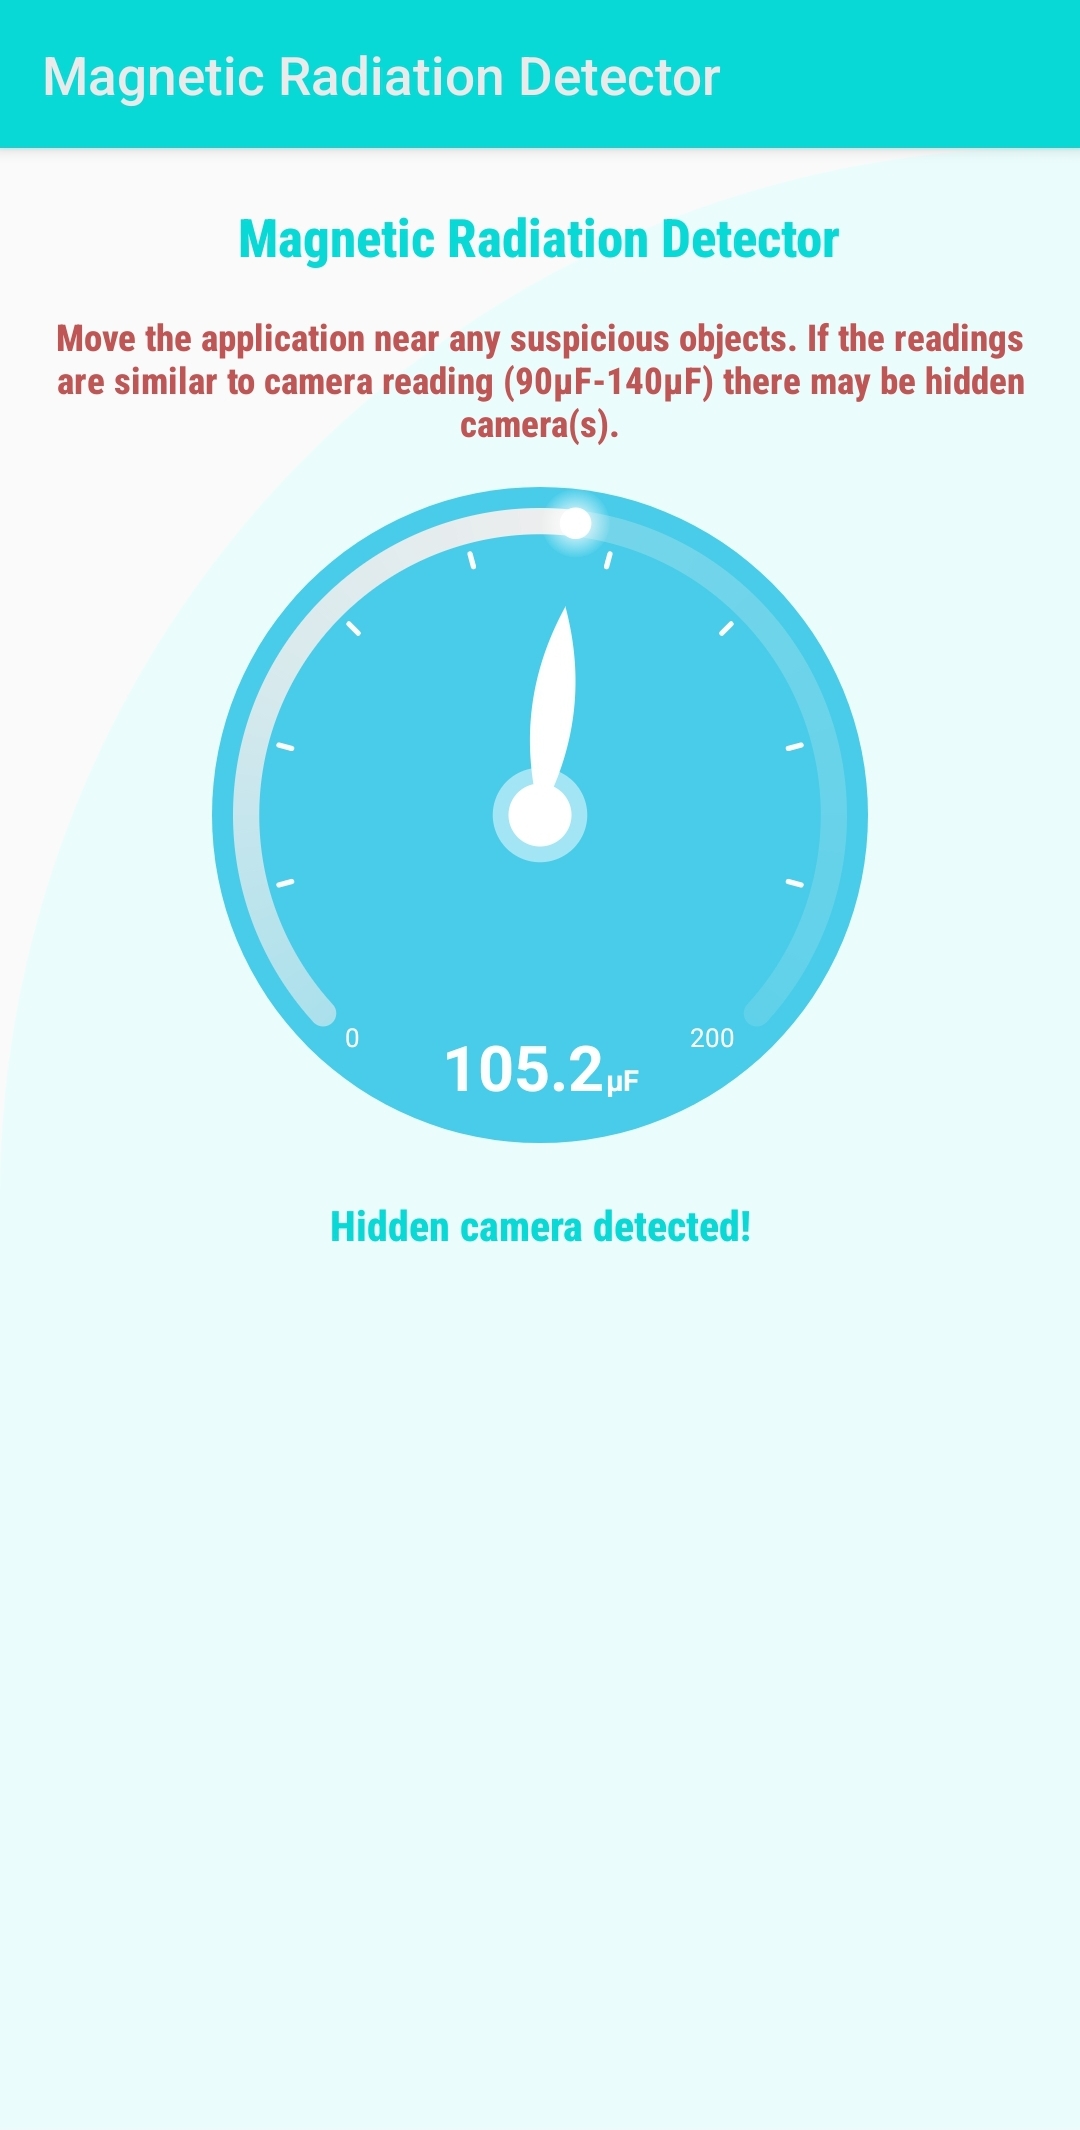 Magnetic Radiation Detector
Magnetic Radiation Detector
Move the application near any suspicious objects. If the readings
are similar to camera reading (90µF-140µF) there may be hidden
camera(s).
0
200
105.2µF
Hidden camera detected!